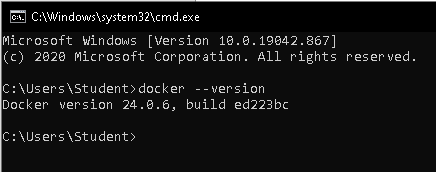 C:\Windows\system32\cmd.exe
Microsoft Windows [Version 10.0.19042.867]
(c) 2020 Microsoft Corporation. All rights reserved.
C:\Users\Student>docker --version
Docker version 24.0.6, build ed223bc
C:\Users\Student>